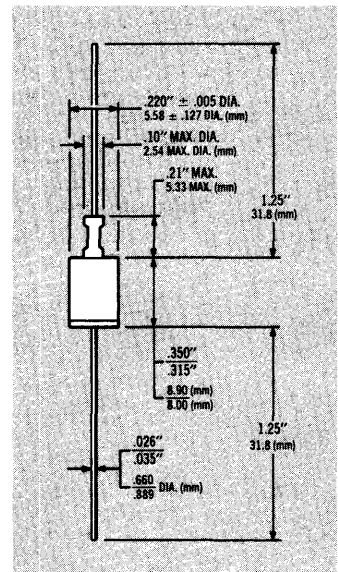 .220" ± .005 DIA.
5.58 ± .127 DIA. (mm)
.10" MAX. DIA.
2.54 MAX. DIA. (mm)
.21" MAX.
5.33 MAX. (mm)
1.25"
31.8 (mm)
.350"
.315"
8.90 (mm)
8.00 (mm)
1.25"
31.8 (mm)
.026"
.035"
.660
.889 DIA. (mm)